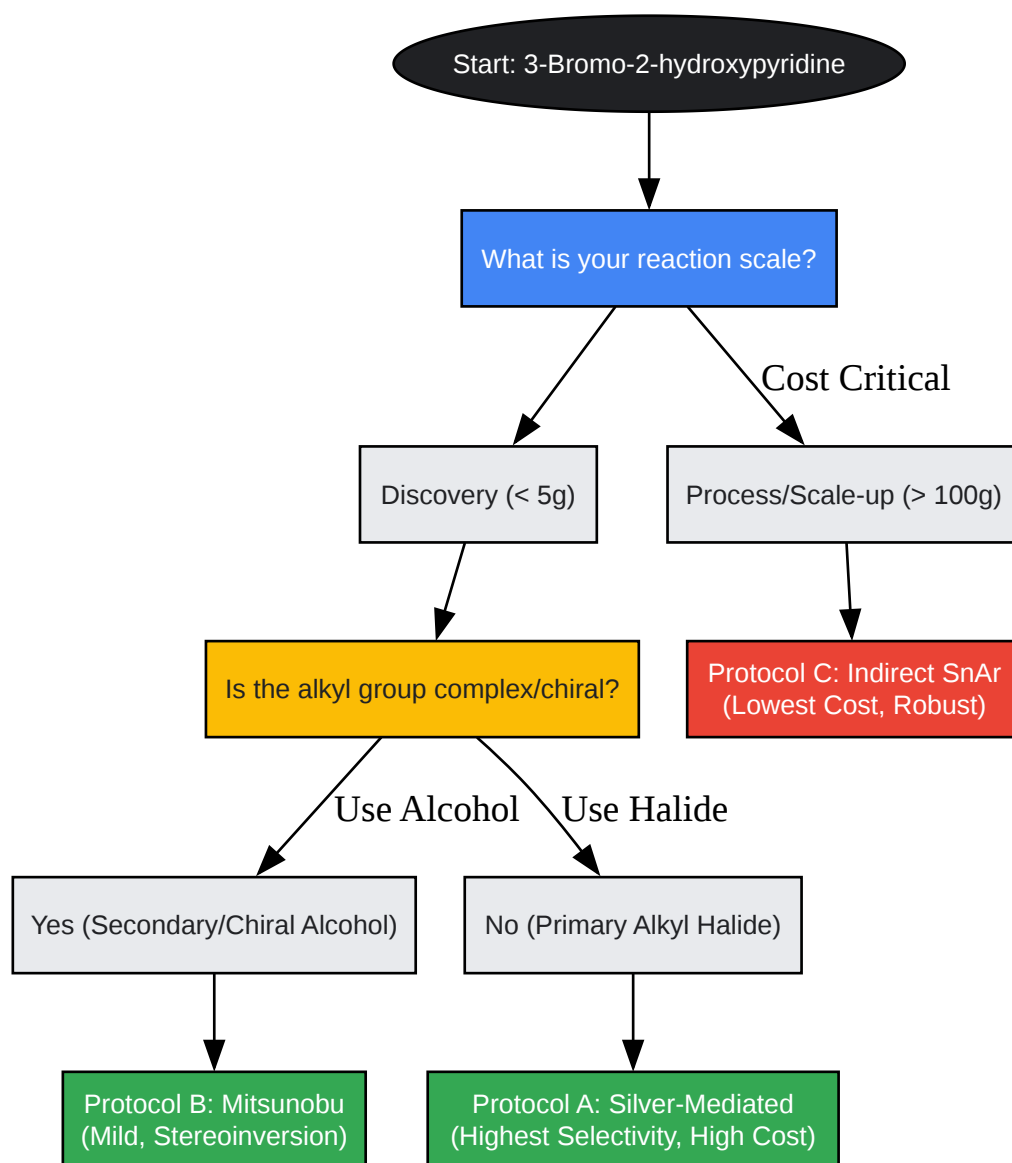 Start: 3-Bromo-2-hydroxypyridine
What is your reaction scale?
Cost Critical
Discovery (< 5g)
Process/Scale-up (> 100g)
Is the alkyl group complex/chiral?
Protocol C: Indirect SnAr
(Lowest Cost, Robust)
Use Alcohol
Use Halide
Yes (Secondary/Chiral Alcohol)
No (Primary Alkyl Halide)
Protocol B: Mitsunobu
(Mild, Stereoinversion)
Protocol A: Silver-Mediated
(Highest Selectivity, High Cost)